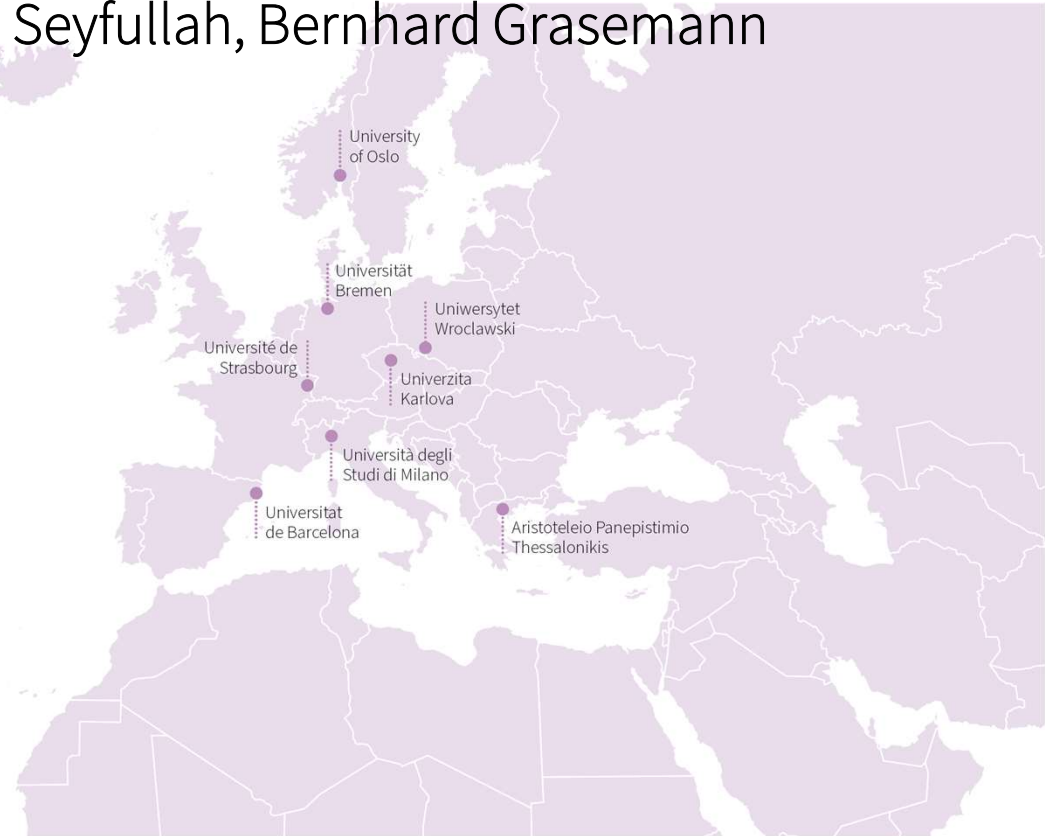 Seyfullah, Bernhard Grasemann
University
of Oslo
Universität
Bremen
Uniwersytet
Wroclawski
Université de
Strasbourg
Univerzita
Karlova
Università degli
Studi di Milano
Universitat
de Barcelona
Aristoteleio Panepistimio
Thessalonikis